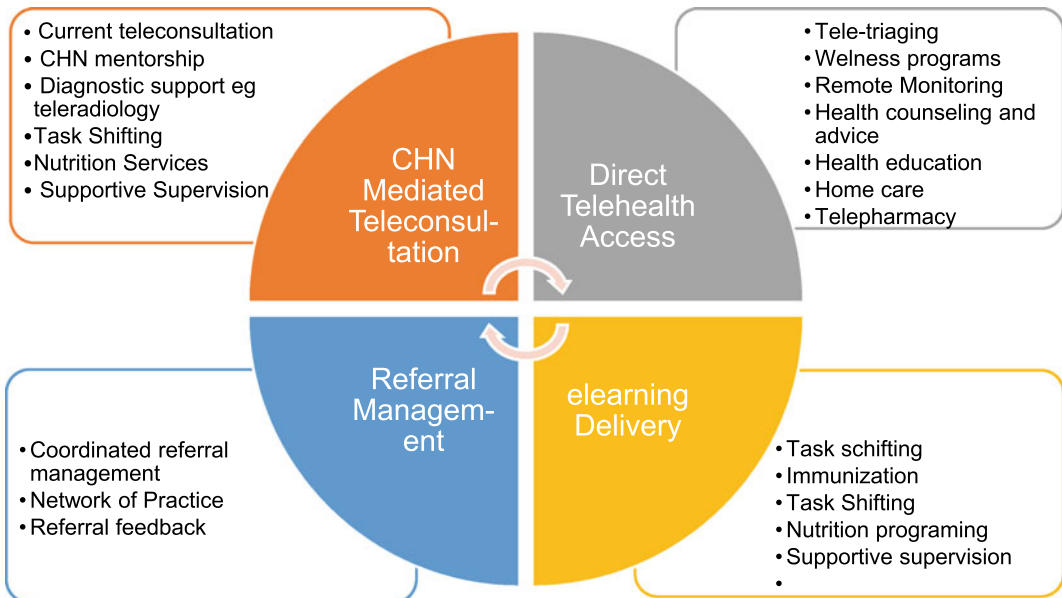 • Current teleconsultation
• CHN mentorship
• Diagnostic support eg
teleradiology
•Task Shifting
•Nutrition Services
• Supportive Supervision
CHN
Mediated
Teleconsul-
tation
•Tele-triaging
•Welness programs
•Remote Monitoring
•Health counseling and
advice
•Health education
•Home care
•Telepharmacy
Direct
Telehealth
Access
Referral
Managem-
ent
•Coordinated referral
management
•Network of Practice
•Referral feedback
elearning
Delivery
•Task schifting
•Immunization
•Task Shifting
•Nutrition programing
•Supportive supervision
•